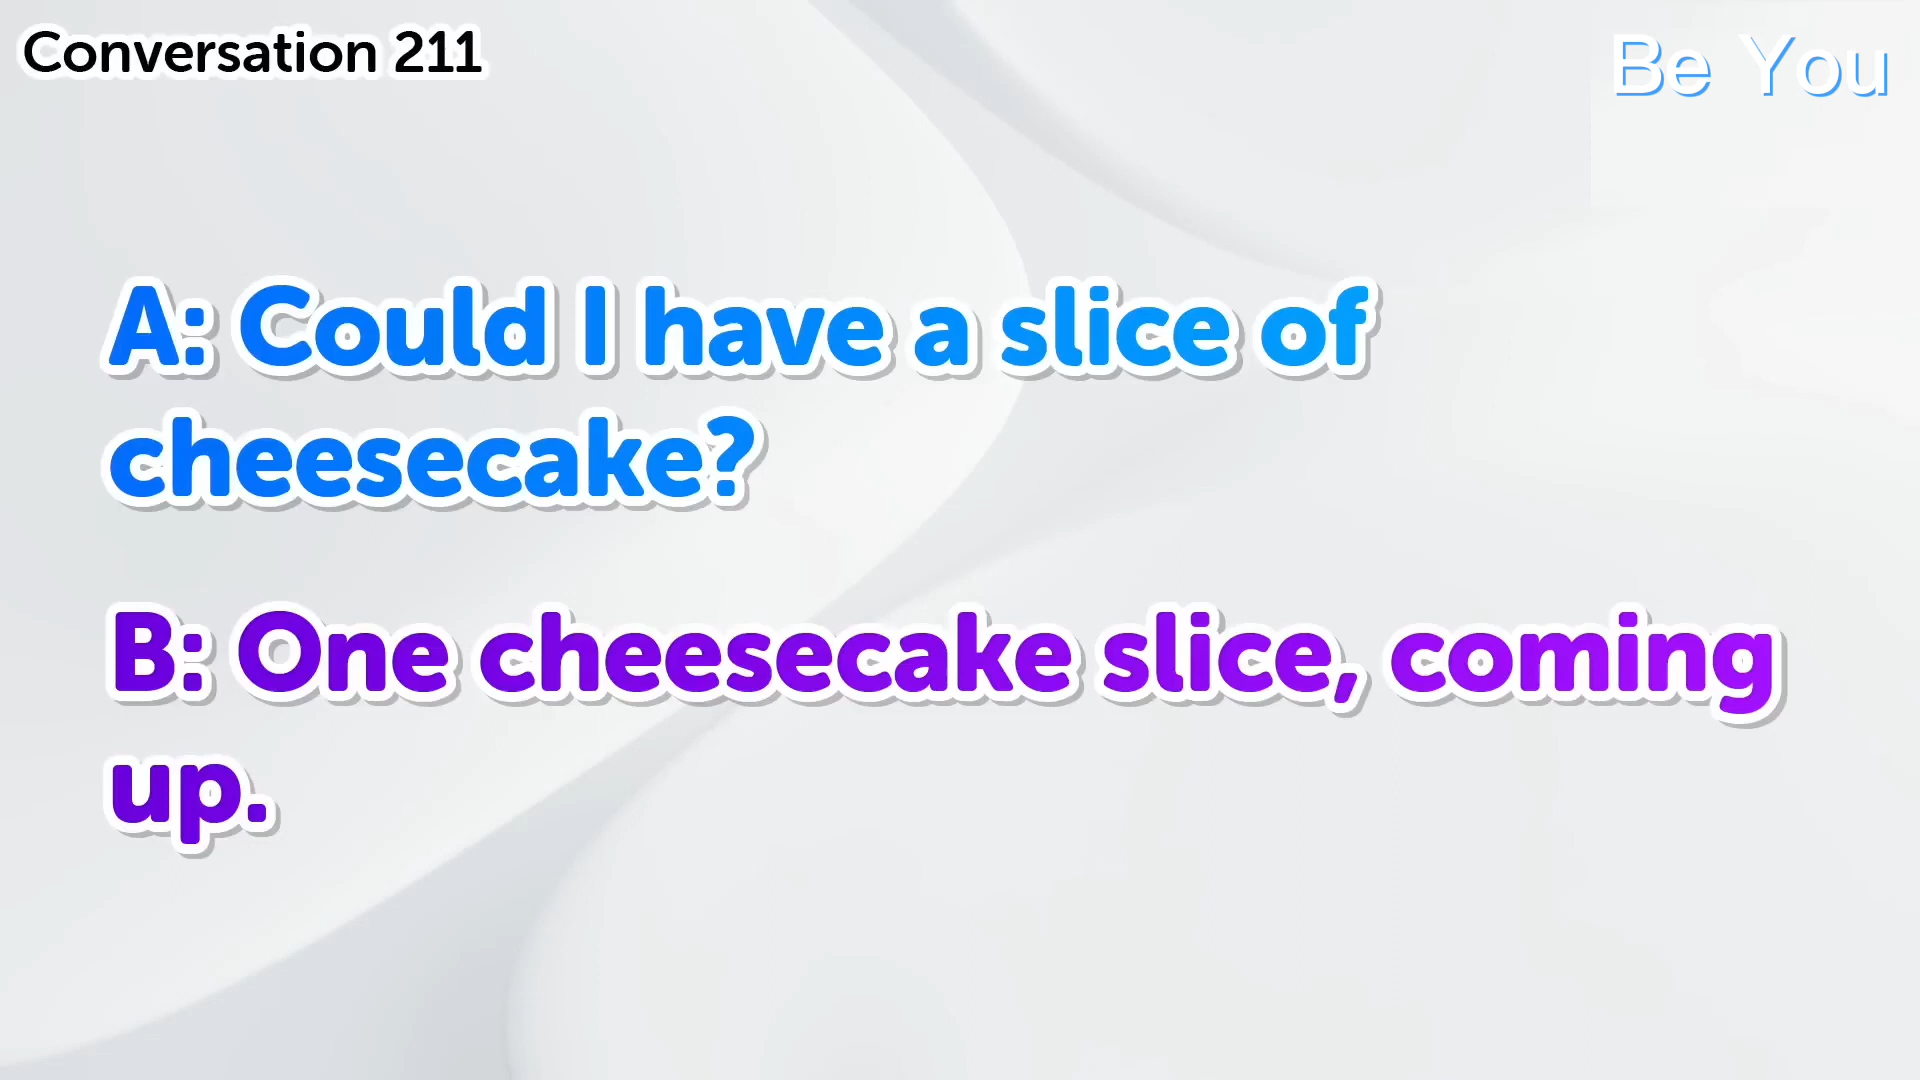 Conversation 211
Be You
A: Could I have a slice of
cheesecake?
B: One cheesecake slice, coming
up.